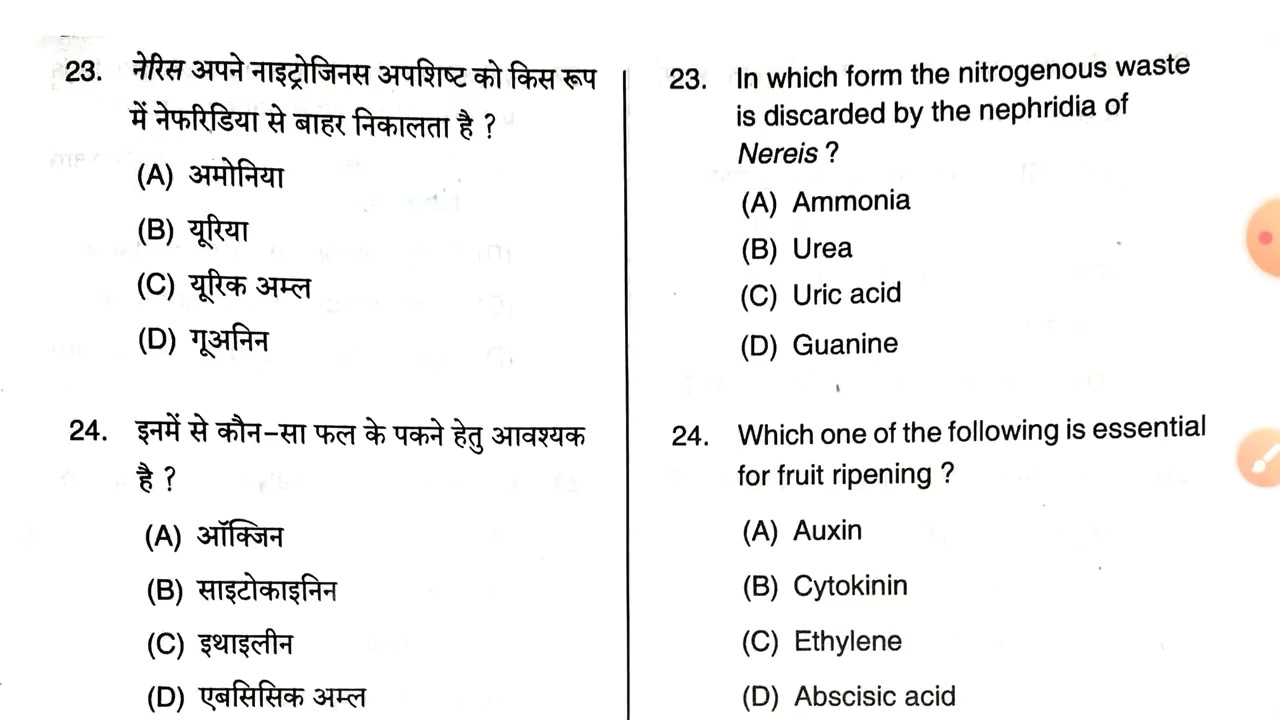 23. नेरिस अपने नाइट्रोजिनस अपशिष्ट को किस रूप
में नेफरिडिया से बाहर निकालता है ?
(A) अमोनिया
(B) यूरिया
(C) यूरिक अम्ल
(D) गूअनिन
24. इनमें से कौन-सा फल के पकने हेतु आवश्यक
है ?
(A) ऑक्जिन
(B) साइटोकाइनिन
(C) इथाइलीन
(D) एबसिसिक अम्ल
23. In which form the nitrogenous waste
is discarded by the nephridia of
Nereis ?
(A) Ammonia
(B) Urea
(C) Uric acid
(D) Guanine
24. Which one of the following is essential
for fruit ripening ?
(A) Auxin
(B) Cytokinin
(C) Ethylene
(D) Abscisic acid